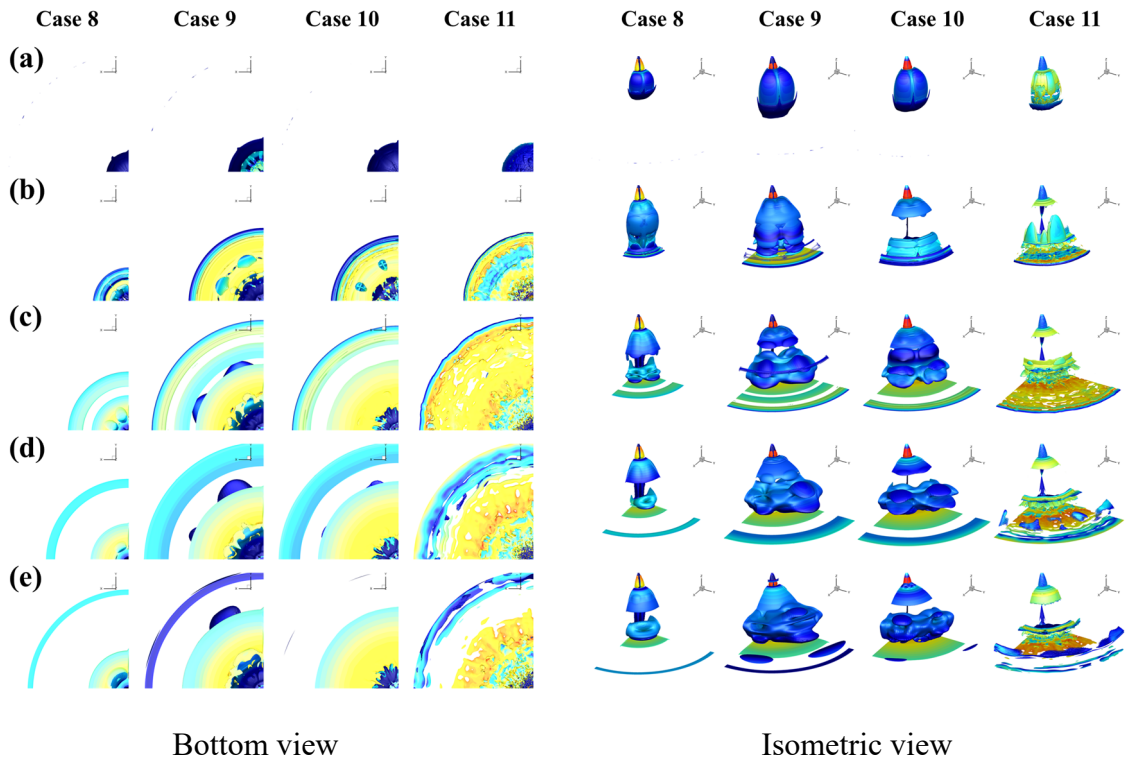 Case 8 Case 9 Case 10 Case 11 Case 8 Case 9 Case 10 Case 11
(a)
(b)
(c)
(d)
(e)
Bottom view Isometric view